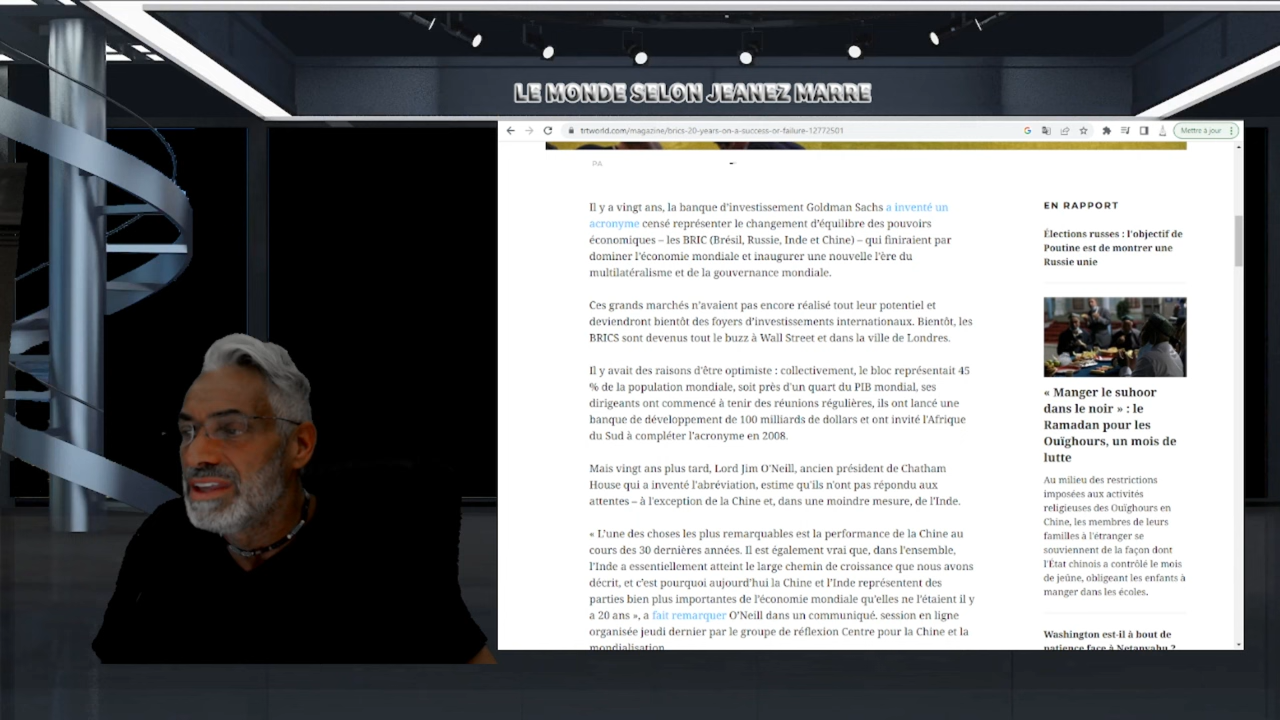 LE MONDE SELON JEANEZ MARRE
trtworld.com/magazine/brics-20-years-on-a-success-or-failure-12772501
Mettre à jour
PA
Il y a vingt ans, la banque d'investissement Goldman Sachs a inventé un
acronyme censé représenter le changement d'équilibre des pouvoirs
économiques – les BRIC (Brésil, Russie, Inde et Chine) – qui finiraient par
dominer l'économie mondiale et inaugurer une nouvelle l'ère du
multilatéralisme et de la gouvernance mondiale.
Ces grands marchés n'avaient pas encore réalisé tout leur potentiel et
deviendront bientôt des foyers d'investissements internationaux. Bientôt, les
BRICS sont devenus tout le buzz à Wall Street et dans la ville de Londres.
Il y avait des raisons d'être optimiste : collectivement, le bloc représentait 45
% de la population mondiale, soit près d'un quart du PIB mondial, ses
dirigeants ont commencé à tenir des réunions régulières, ils ont lancé une
banque de développement de 100 milliards de dollars et ont invité l'Afrique
du Sud à compléter l'acronyme en 2008.
Mais vingt ans plus tard, Lord Jim O'Neill, ancien président de Chatham
House qui a inventé l'abréviation, estime qu'ils n'ont pas répondu aux
attentes – à l'exception de la Chine et, dans une moindre mesure, de l'Inde.
« L'une des choses les plus remarquables est la performance de la Chine au
cours des 30 dernières années. Il est également vrai que, dans l'ensemble,
l'Inde a essentiellement atteint le large chemin de croissance que nous avons
décrit, et c'est pourquoi aujourd'hui la Chine et l'Inde représentent des
parties bien plus importantes de l'économie mondiale qu'elles ne l'étaient il y
a 20 ans », a fait remarquer O'Neill dans un communiqué. session en ligne
organisée jeudi dernier par le groupe de réflexion Centre pour la Chine et la
mondialisation
EN RAPPORT
Élections russes : l'objectif de
Poutine est de montrer une
Russie unie
« Manger le suhoor
dans le noir » : le
Ramadan pour les
Ouïghours, un mois de
lutte
Au milieu des restrictions
imposées aux activités
religieuses des Ouïghours en
Chine, les membres de leurs
familles à l'étranger se
souviennent de la façon dont
l'État chinois a contrôlé le mois
de jeûne, obligeant les enfants à
manger dans les écoles.
Washington est-il à bout de
patience face à Netanyahu ?